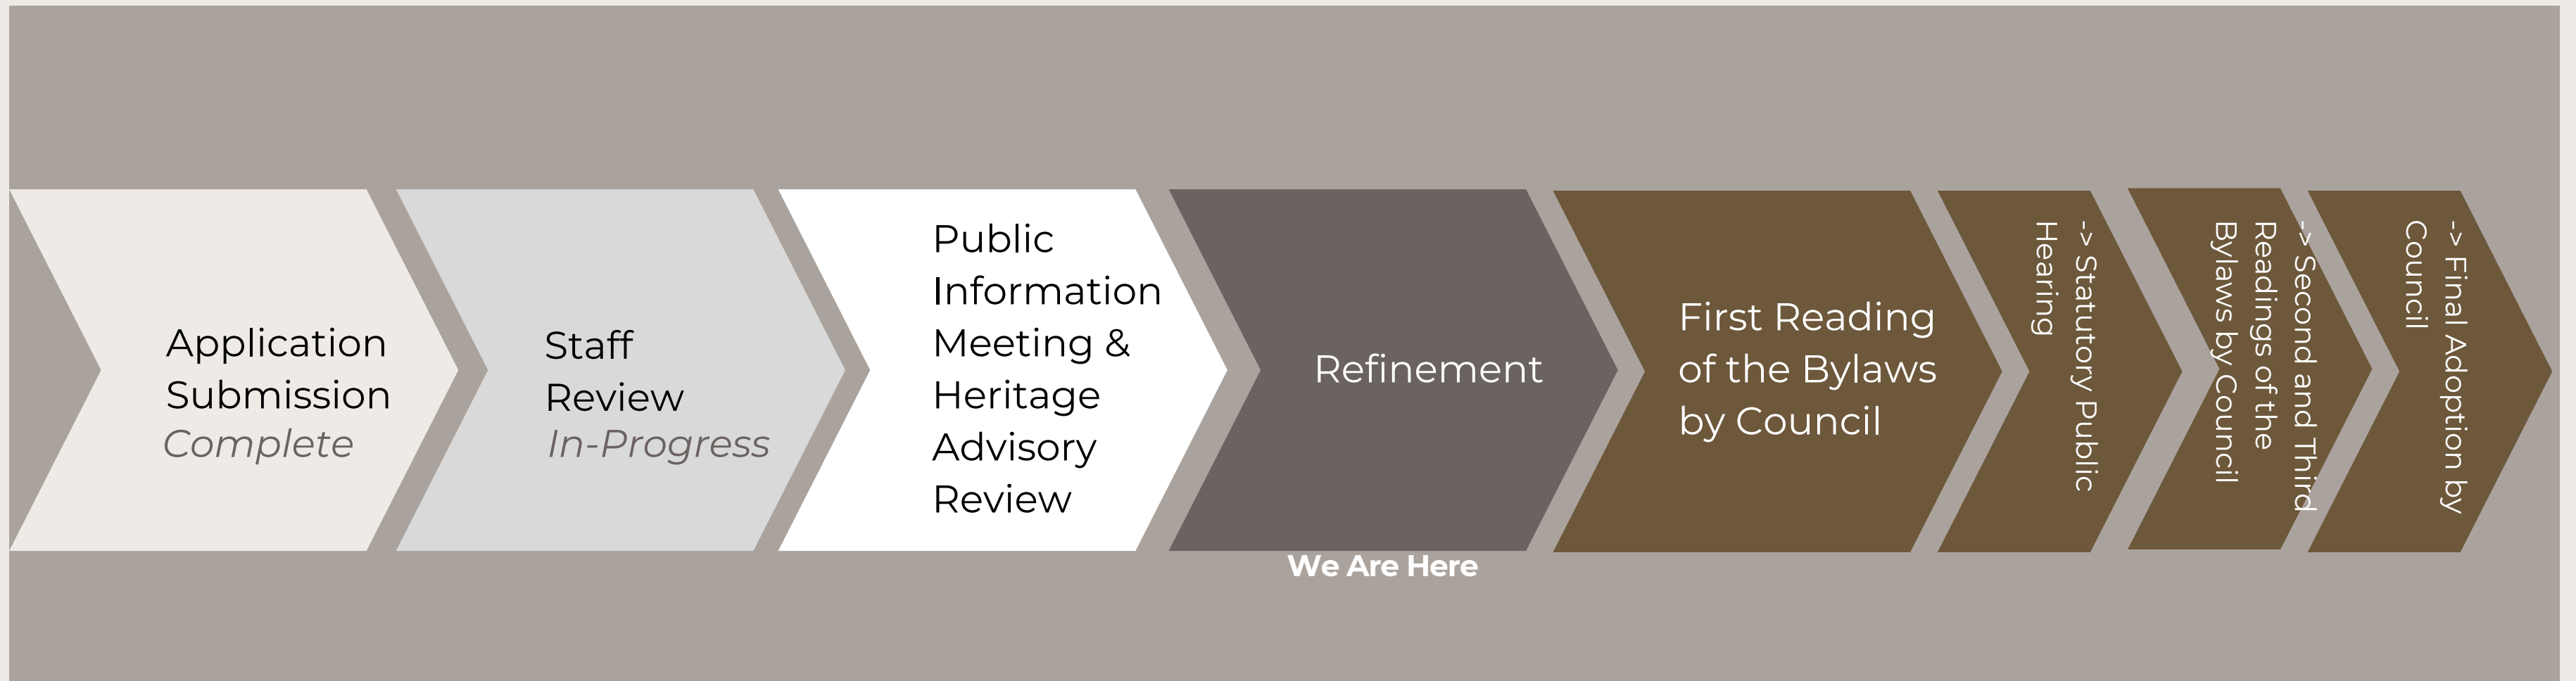 Application
Submission
Complete
Staff
Review
In-Progress
Public
Information
Meeting &
Heritage
Advisory
Review
Refinement
We Are Here
First Reading
of the Bylaws
by Council
-> Statutory Public
Hearing
-> Second and Third
Readings of the
Bylaws by Council
-> Final Adoption by
Council